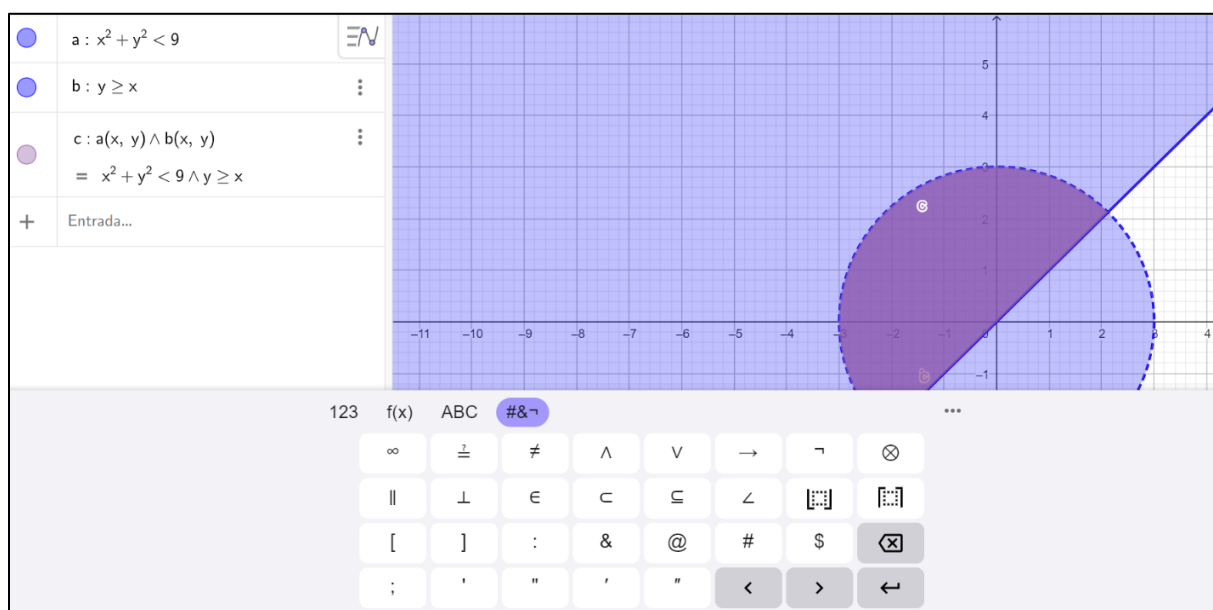 a : x² + y² < 9
b : y ≥ x
c : a(x, y) ∧ b(x, y)
= x² + y² < 9 ∧ y ≥ x
+ Entrada...
5
4
3
c
2
1
−11 −10 −9 −8 −7 −6 −5 −4 −3 −2 −1 0 1 2 3 4
b
−1
123 f(x) ABC #&¬ •••
∞ ≟ ≠ ∧ ∨ → ¬ ⊗
∥ ⊥ ∈ ⊂ ⊆ ∠ ⌊⬚⌋ ⌈⬚⌉
[ ] : & @ # $ ⌫
; ' " ′ ″ < > ↵